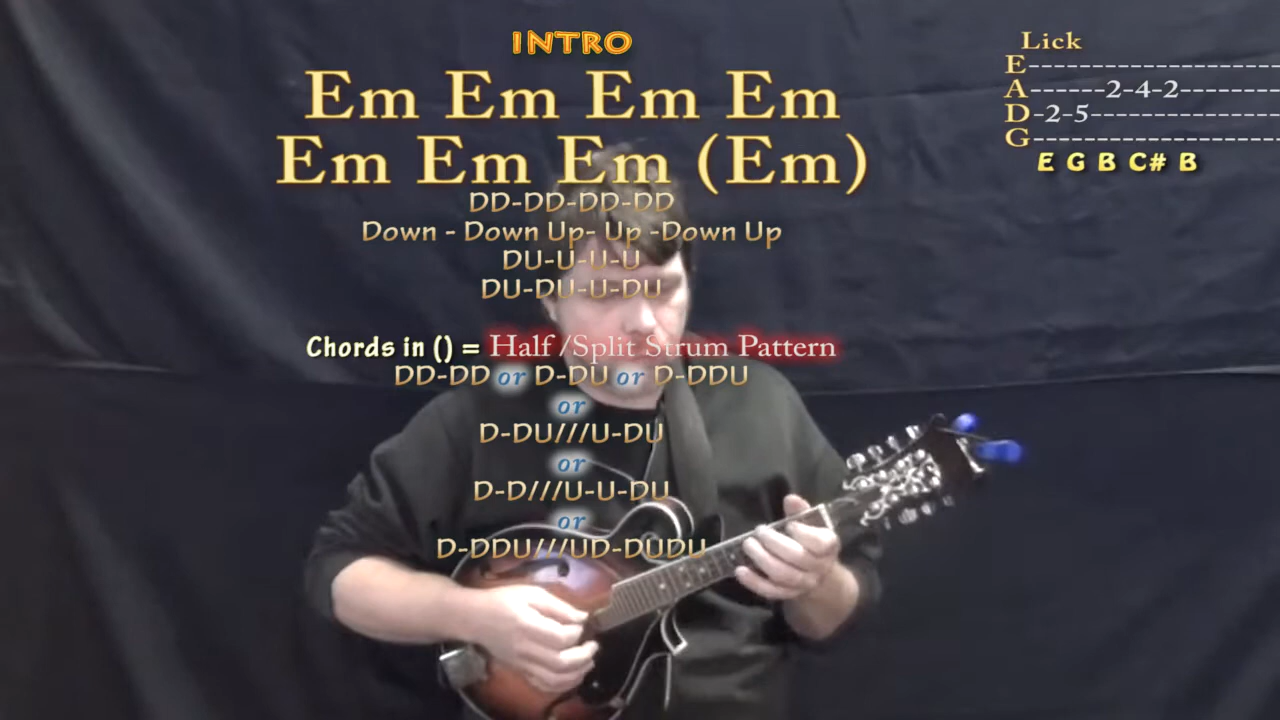 INTRO
Em Em Em Em
Em Em Em (Em)
DD-DD-DD-DD
Down - Down Up- Up -Down Up
DU-U-U-U
DU-DU-U-DU
Chords in () = Half /Split Strum Pattern
DD-DD or D-DU or D-DDU
or
D-DU///U-DU
or
D-D///U-U-DU
or
D-DDU///UD-DUDU
Lick
E---------------------
A------2-4-2--------
D-2-5----------------
G---------------------
E G B C# B